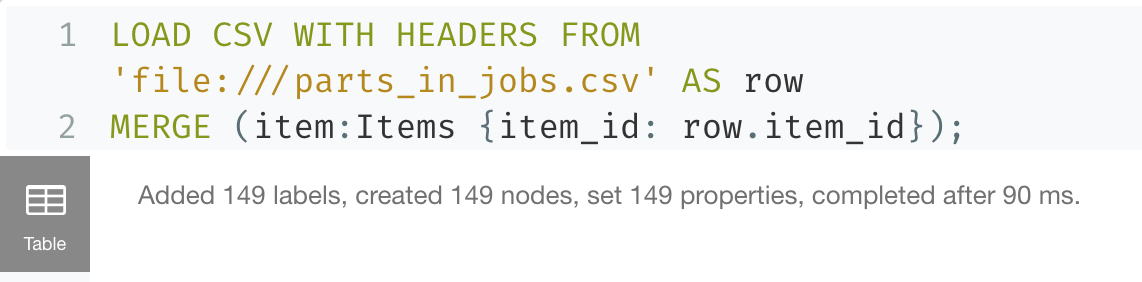 1 LOAD CSV WITH HEADERS FROM
'file:///parts_in_jobs.csv' AS row
2 MERGE (item:Items {item_id: row.item_id});
Added 149 labels, created 149 nodes, set 149 properties, completed after 90 ms.
Table